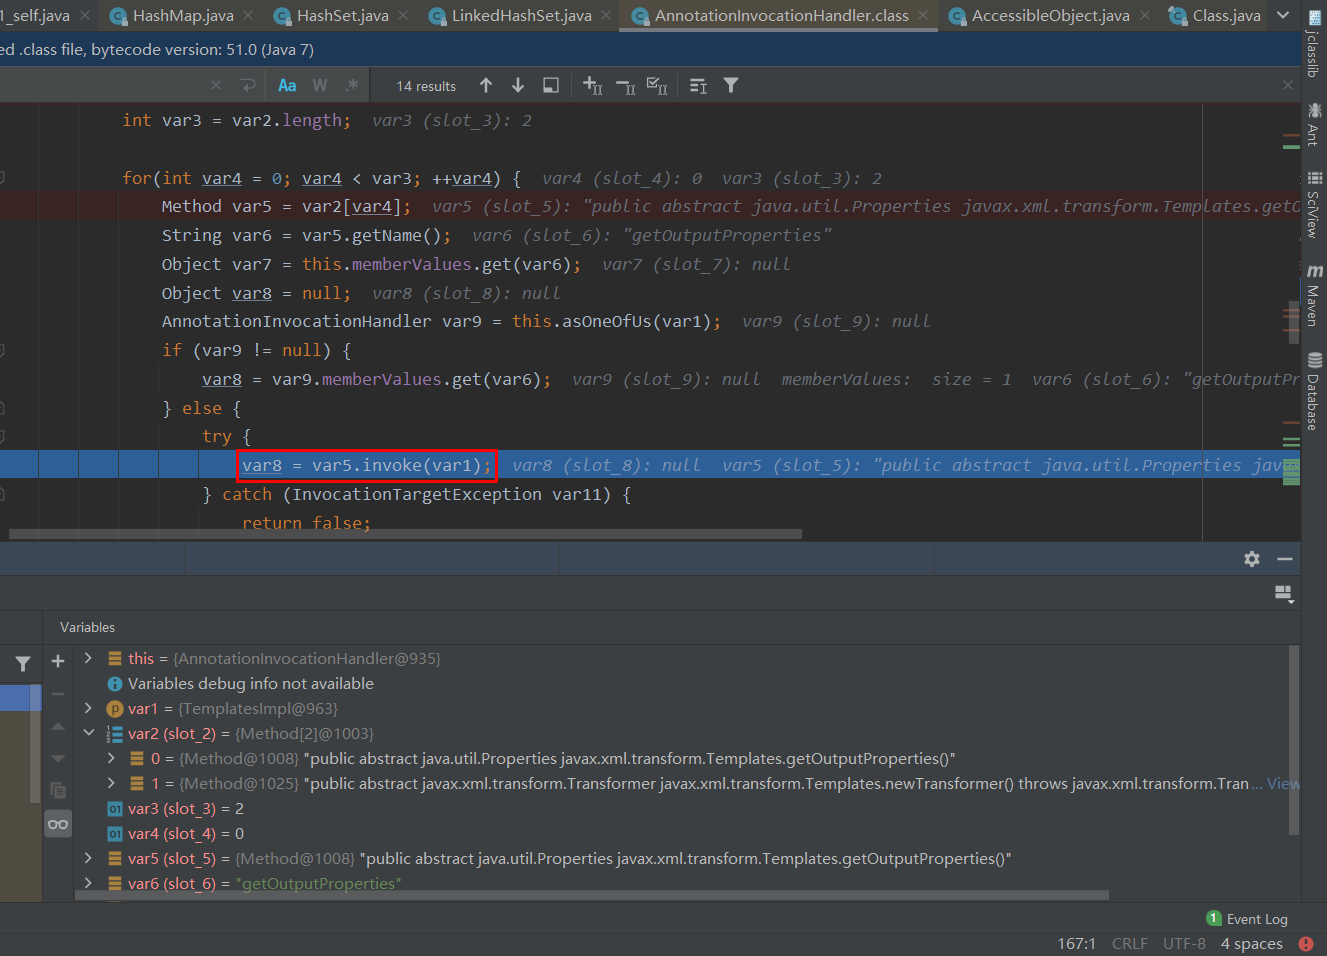 1_self.java HashMap.java HashSet.java LinkedHashSet.java AnnotationInvocationHandler.class AccessibleObject.java Class.java
ed .class file, bytecode version: 51.0 (Java 7)
Aa W .* 14 results
int var3 = var2.length; var3 (slot_3): 2
for(int var4 = 0; var4 < var3; ++var4) { var4 (slot_4): 0 var3 (slot_3): 2
Method var5 = var2[var4]; var5 (slot_5): "public abstract java.util.Properties javax.xml.transform.Templates.getO
String var6 = var5.getName(); var6 (slot_6): "getOutputProperties"
Object var7 = this.memberValues.get(var6); var7 (slot_7): null
Object var8 = null; var8 (slot_8): null
AnnotationInvocationHandler var9 = this.asOneOfUs(var1); var9 (slot_9): null
if (var9 != null) {
var8 = var9.memberValues.get(var6); var9 (slot_9): null memberValues: size = 1 var6 (slot_6): "getOutputPr
} else {
try {
var8 = var5.invoke(var1); var8 (slot_8): null var5 (slot_5): "public abstract java.util.Properties jav
} catch (InvocationTargetException var11) {
return false;
Variables
this = {AnnotationInvocationHandler@935}
Variables debug info not available
var1 = {TemplatesImpl@963}
var2 (slot_2) = {Method[2]@1003}
0 = {Method@1008} "public abstract java.util.Properties javax.xml.transform.Templates.getOutputProperties()"
1 = {Method@1025} "public abstract javax.xml.transform.Transformer javax.xml.transform.Templates.newTransformer() throws javax.xml.transform.Tran ... View
var3 (slot_3) = 2
var4 (slot_4) = 0
var5 (slot_5) = {Method@1008} "public abstract java.util.Properties javax.xml.transform.Templates.getOutputProperties()"
var6 (slot_6) = "getOutputProperties"
1 Event Log
167:1 CRLF UTF-8 4 spaces
jclasslib
Ant
SciView
Maven
Database